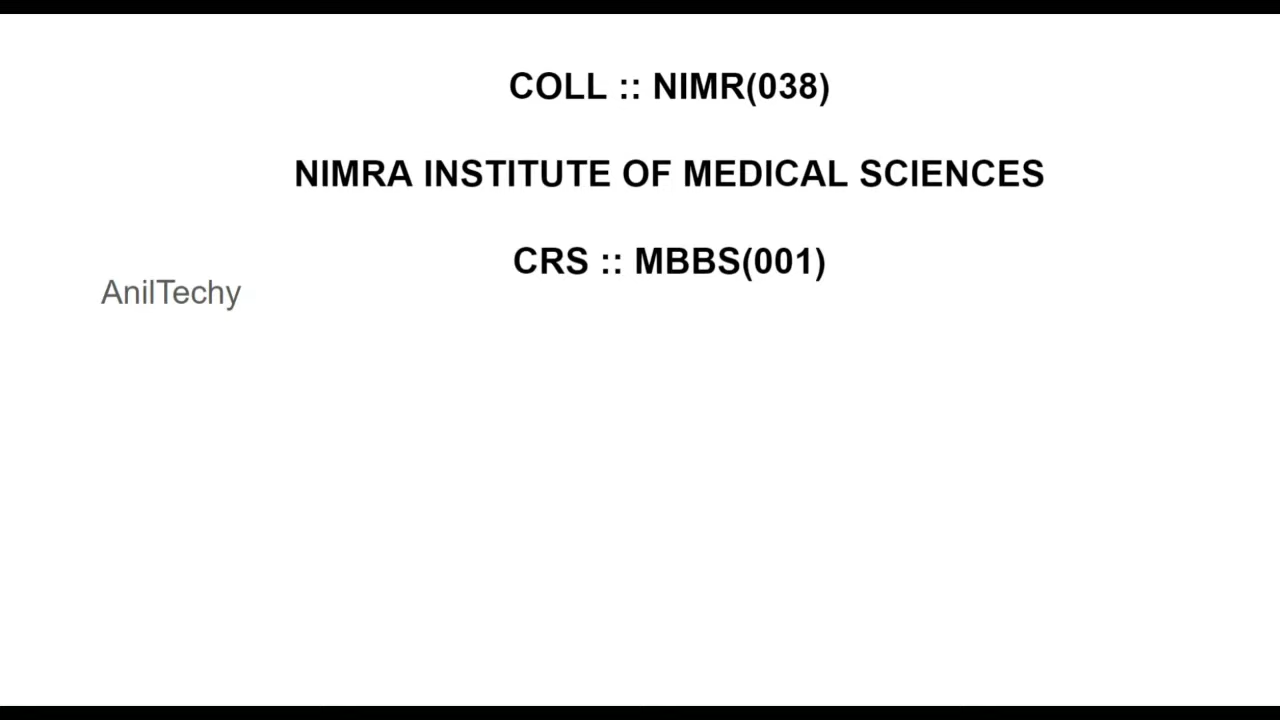 COLL :: NIMR(038)
NIMRA INSTITUTE OF MEDICAL SCIENCES
CRS :: MBBS(001)
AnilTechy